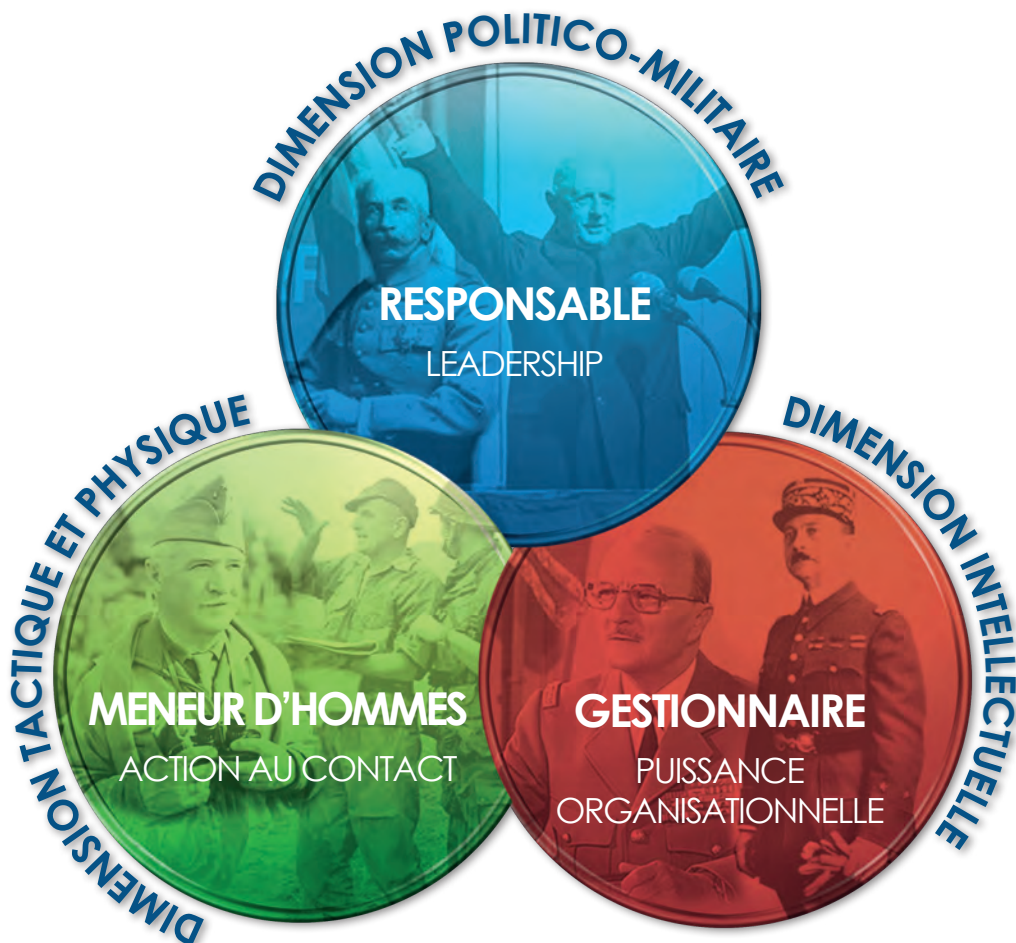 DIMENSION POLITICO-MILITAIRE
RESPONSABLE
LEADERSHIP
DIMENSION TACTIQUE ET PHYSIQUE
MENEUR D'HOMMES
ACTION AU CONTACT
DIMENSION INTELLECTUELLE
GESTIONNAIRE
PUISSANCE
ORGANISATIONNELLE